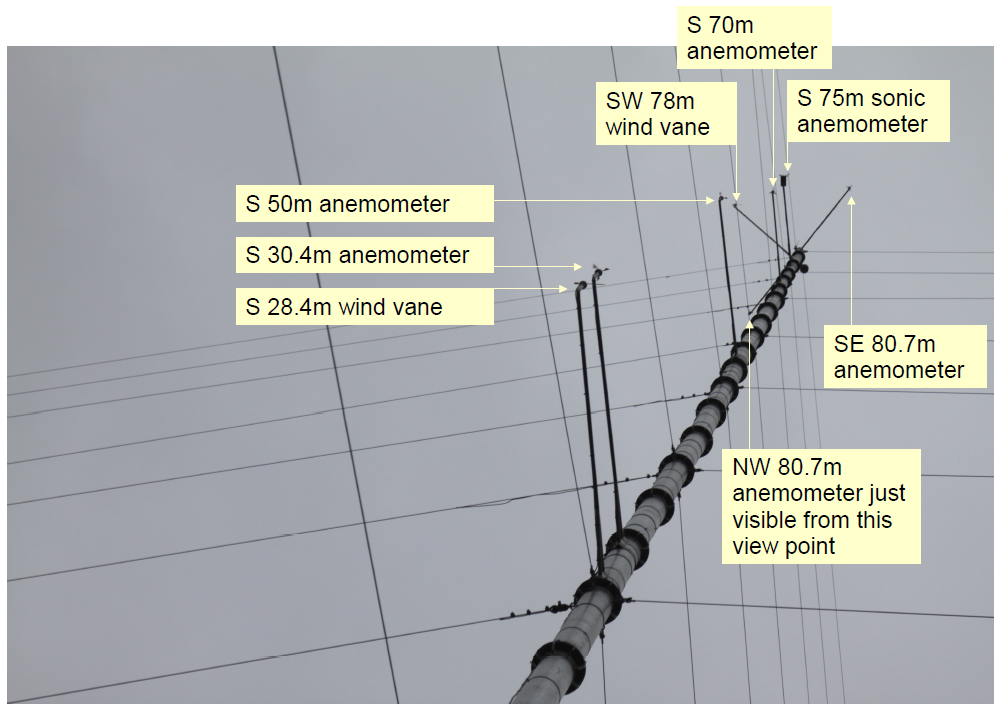 S 70m
anemometer
SW 78m
wind vane
S 75m sonic
anemometer
S 50m anemometer
S 30.4m anemometer
S 28.4m wind vane
SE 80.7m
anemometer
NW 80.7m
anemometer just
visible from this
view point